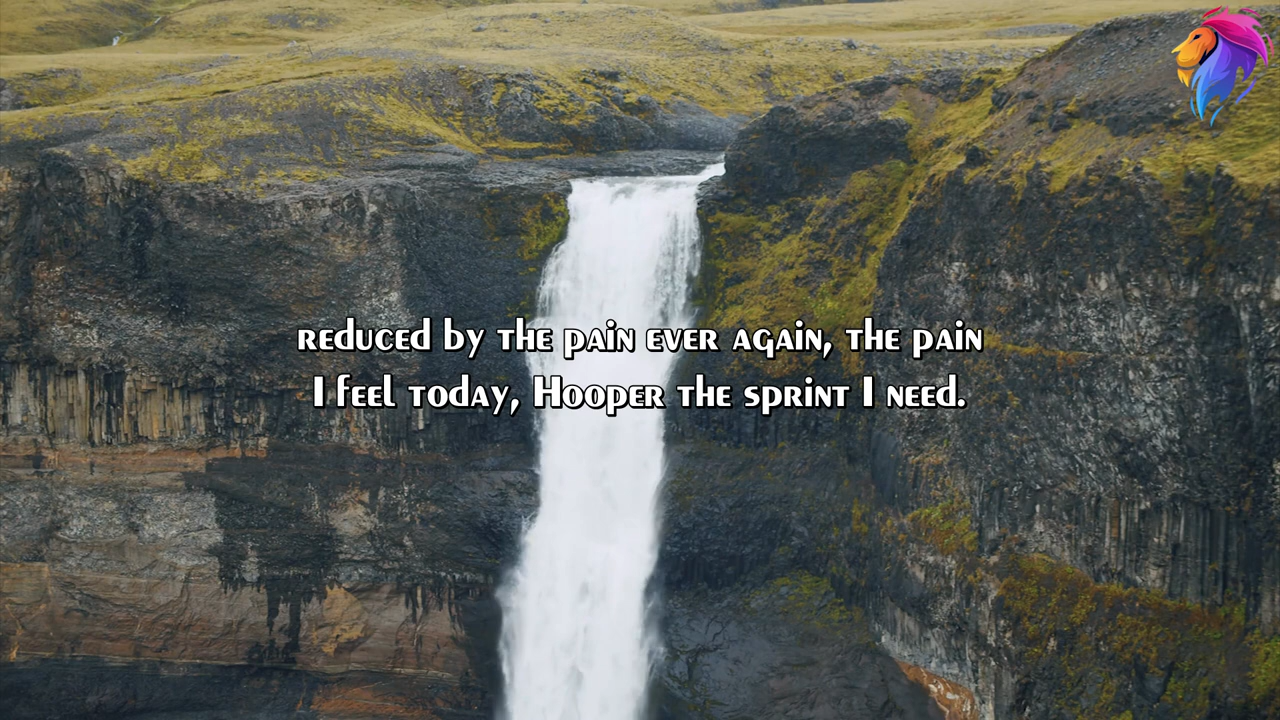 reduced by the pain ever again, the pain
I feel today, Hooper the sprint I need.